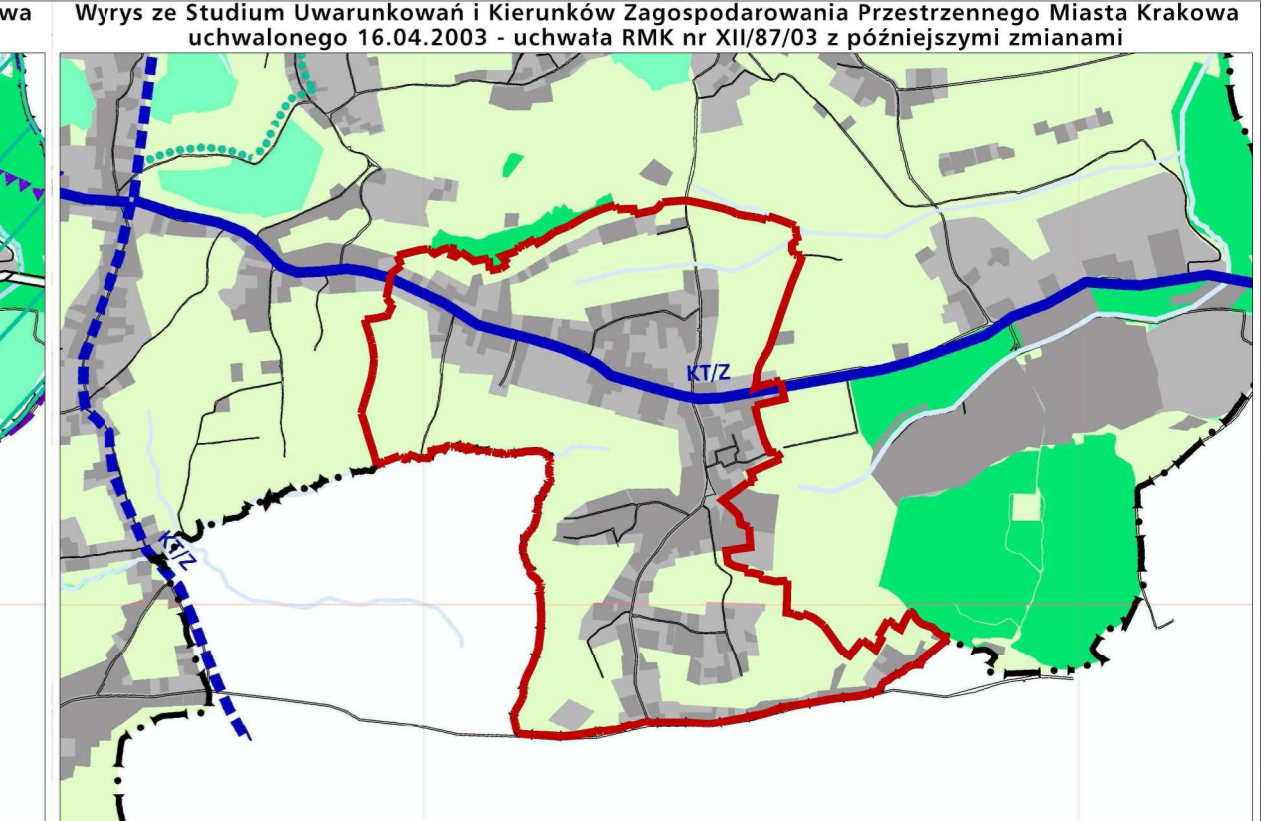 wa
Wyrys ze Studium Uwarunkowań i Kierunków Zagospodarowania Przestrzennego Miasta Krakowa
uchwalonego 16.04.2003 - uchwała RMK nr XII/87/03 z późniejszymi zmianami
KT/Z
KT/Z